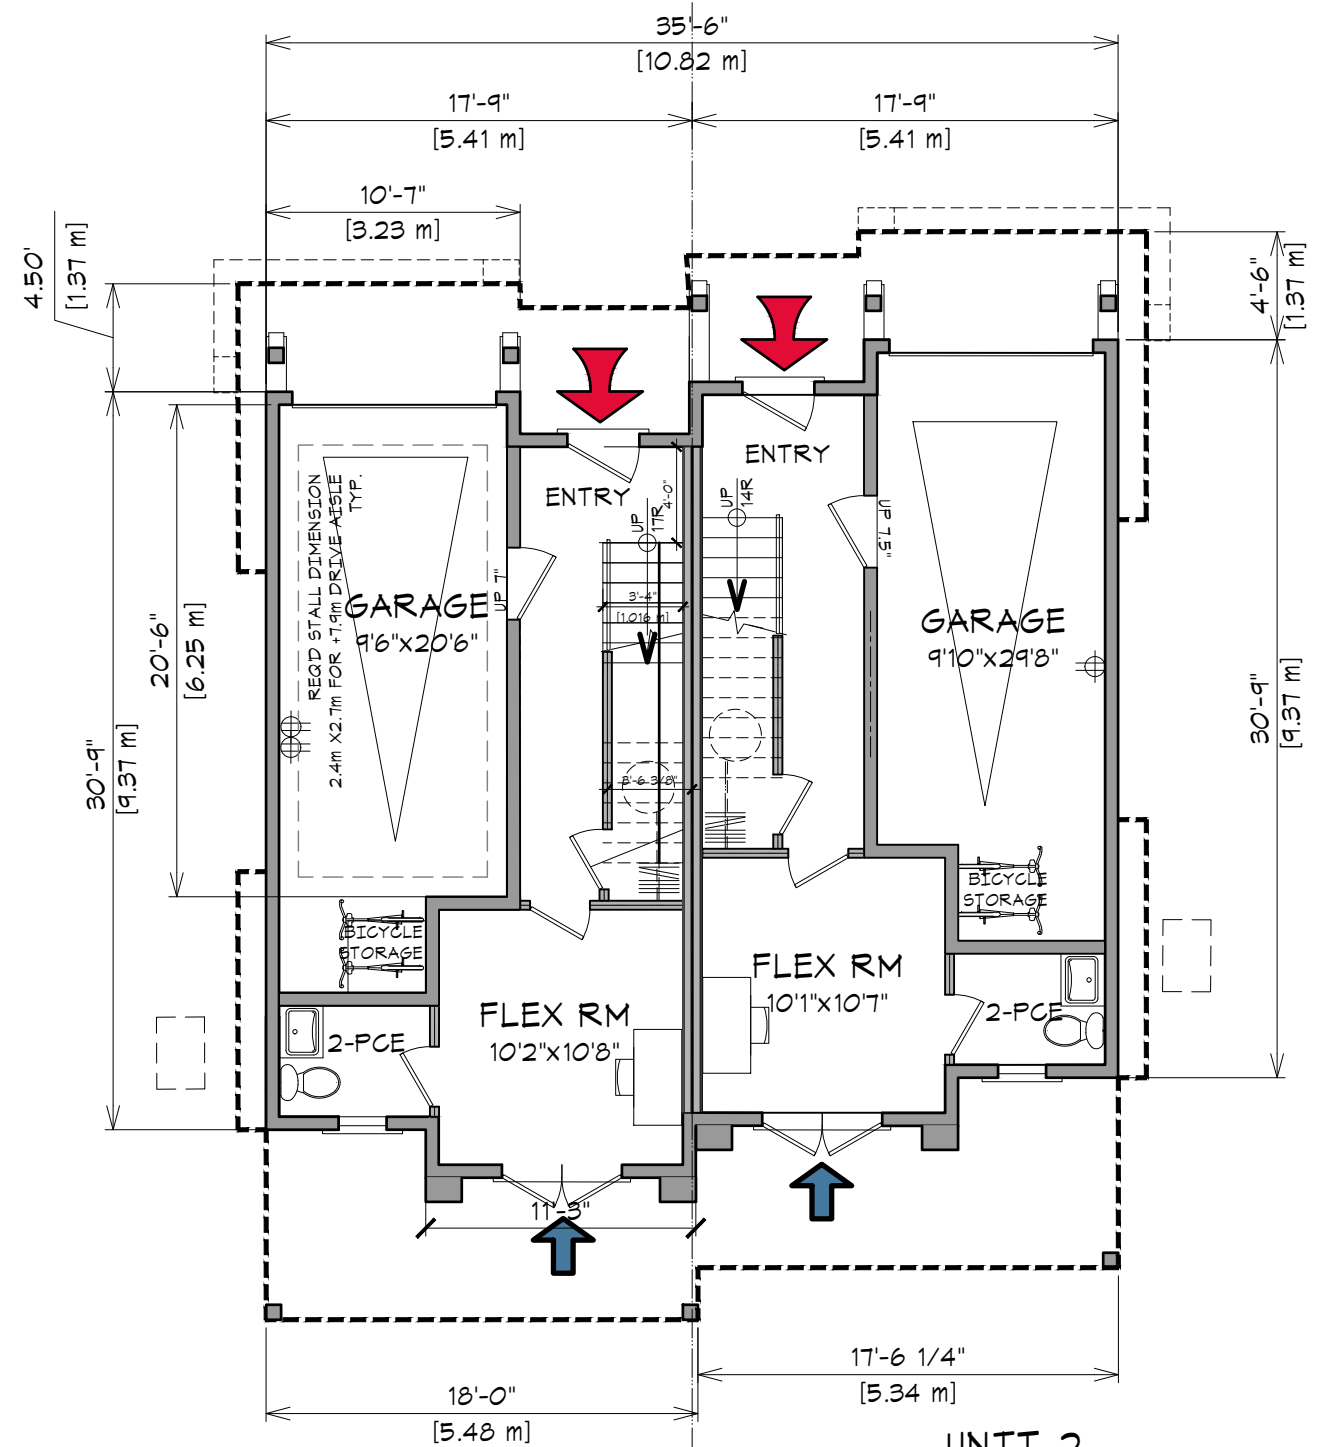 35'-6"
[10.82 m]
17'-9"
[5.41 m]
17'-9"
[5.41 m]
10'-7"
[3.23 m]
4.50'
[1.37 m]
4'-6"
[1.37 m]
ENTRY
ENTRY
UP
14R
UP
17R
4'-0"
REQ'D STALL DIMENSION
2.4m X2.7m FOR +7.9m DRIVE AISLE
TYP.
GARAGE
9'6"x20'6"
UP 7"
UP 7.5"
3'-4"
[1.016 m]
GARAGE
9'10"x29'8"
20'-6"
[6.25 m]
30'-9"
[9.37 m]
30'-9"
[9.37 m]
3'-6 3/8"
BICYCLE
STORAGE
BICYCLE
STORAGE
FLEX RM
10'1"x10'7"
FLEX RM
10'2"x10'8"
2-PCE
2-PCE
11'-3"
17'-6 1/4"
[5.34 m]
18'-0"
[5.48 m]
UNIT 2